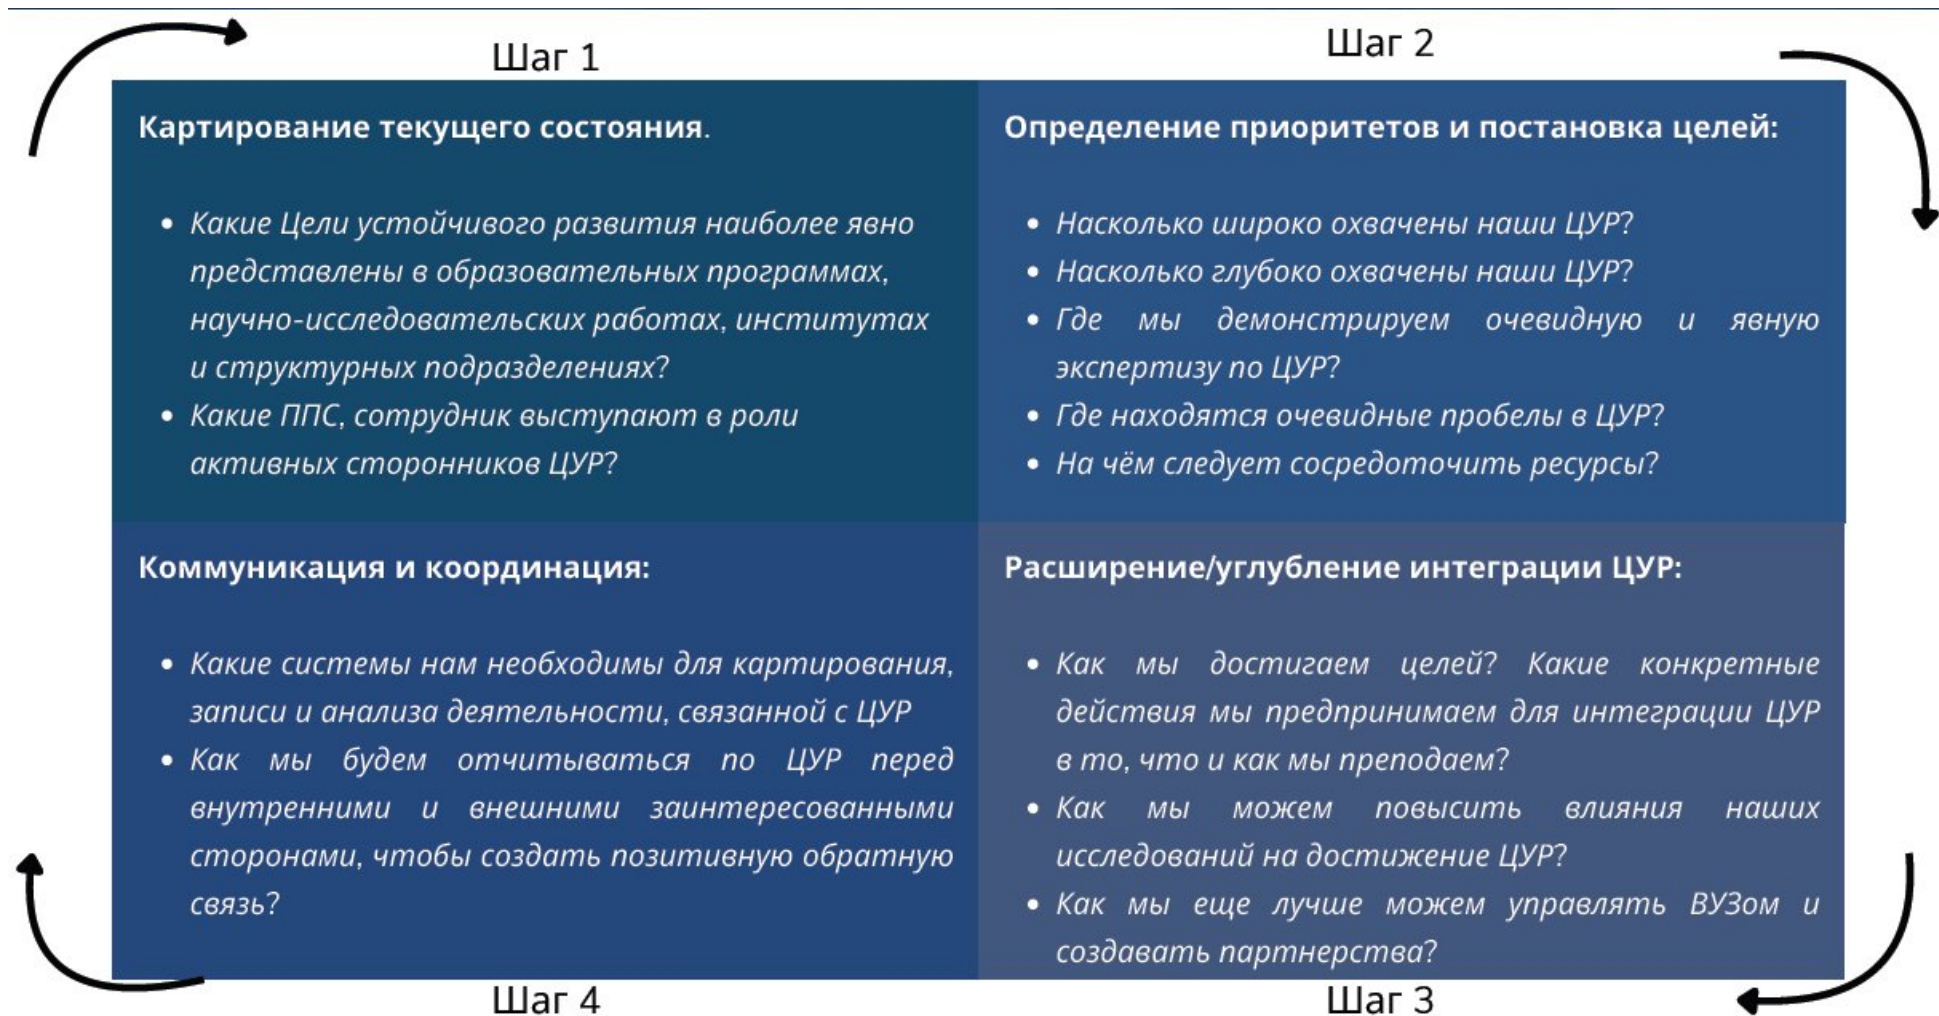 Шаг 1
Картирование текущего состояния.
Какие Цели устойчивого развития наиболее явно
представлены в образовательных программах,
научно-исследовательских работах, институтах
и структурных подразделениях?
Какие ППС, сотрудник выступают в роли
активных сторонников ЦУР?
Шаг 2
Определение приоритетов и постановка целей:
Насколько широко охвачены наши ЦУР?
Насколько глубоко охвачены наши ЦУР?
Где мы демонстрируем очевидную и явную
экспертизу по ЦУР?
Где находятся очевидные пробелы в ЦУР?
На чём следует сосредоточить ресурсы?
Расширение/углубление интеграции ЦУР:
Как мы достигаем целей? Какие конкретные
действия мы предпринимаем для интеграции ЦУР
в то, что и как мы преподаем?
Как мы можем повысить влияния наших
исследований на достижение ЦУР?
Как мы еще лучше можем управлять ВУЗом и
создавать партнерства?
Шаг 3
Коммуникация и координация:
Какие системы нам необходимы для картирования,
записи и анализа деятельности, связанной с ЦУР
Как мы будем отчитываться по ЦУР перед
внутренними и внешними заинтересованными
сторонами, чтобы создать позитивную обратную
связь?
Шаг 4